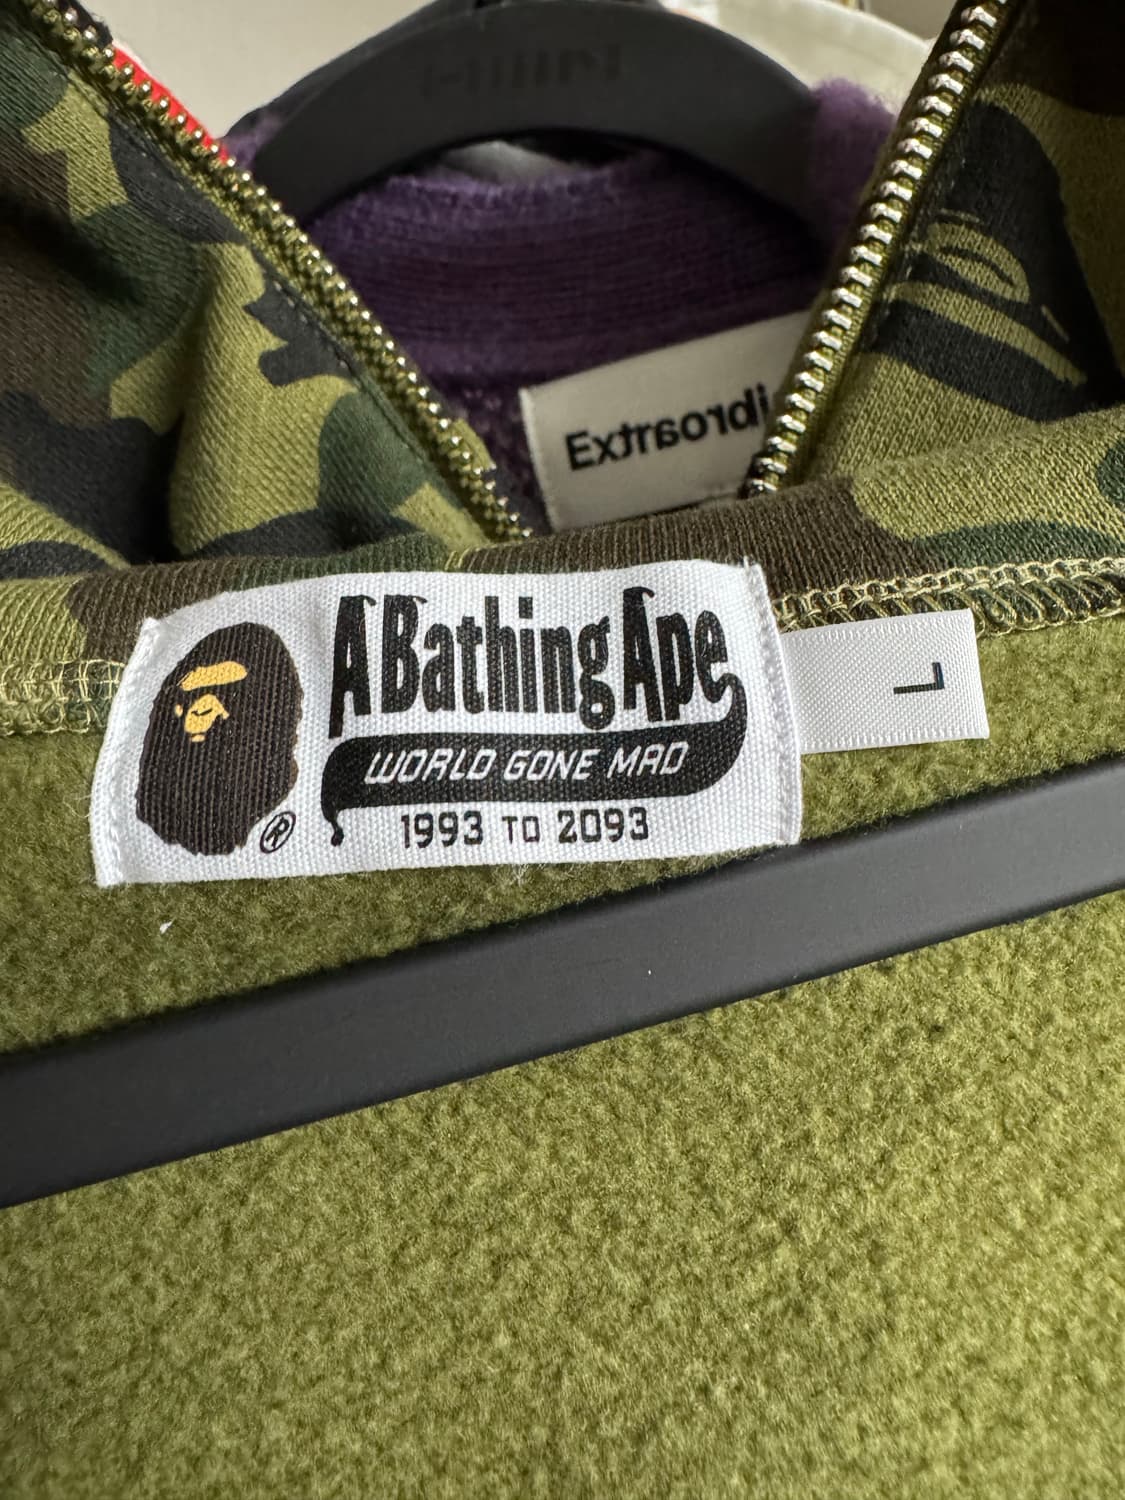 Extraordi
A Bathing Ape
WORLD GONE MAD
1993 TO 2093
®
L